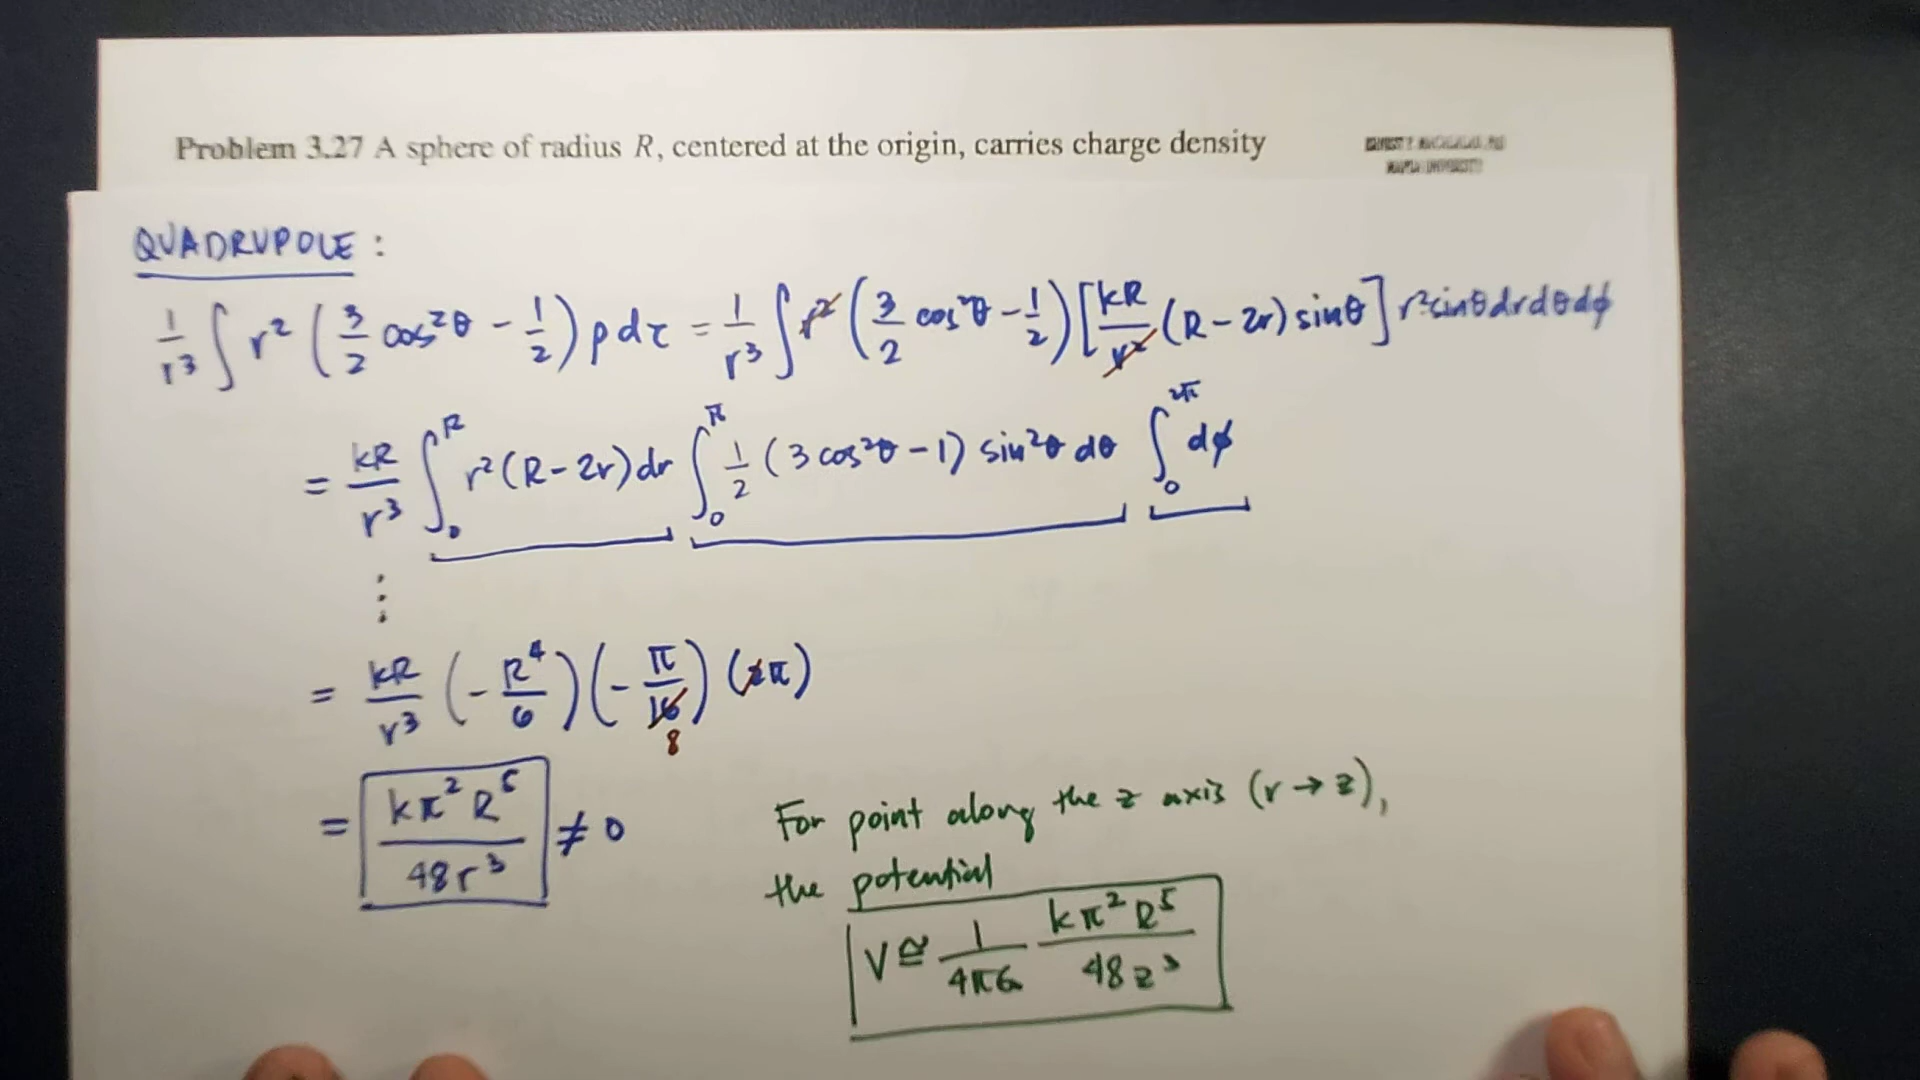 Problem 3.27 A sphere of radius R, centered at the origin, carries charge density
QUADRUPOLE:
1/r³ ∫ r² (3/2 cos²θ - 1/2) ρ dτ = 1/r³ ∫ r² (3/2 cos²θ - 1/2) [kR/r² (R - 2r) sinθ] r² sinθ dr dθ dϕ
= kR/r³ ∫₀ᴿ r² (R - 2r) dr ∫₀^π 1/2 (3 cos²θ - 1) sin²θ dθ ∫₀^2π dϕ
⋮
= kR/r³ (- R⁴/6) (- π/16) (2π)
8
= kπ²R⁵/48r³ ≠ 0
For point along the z axis (r → z),
the potential
V ≅ 1/4πε₀ kπ²R⁵/48z³